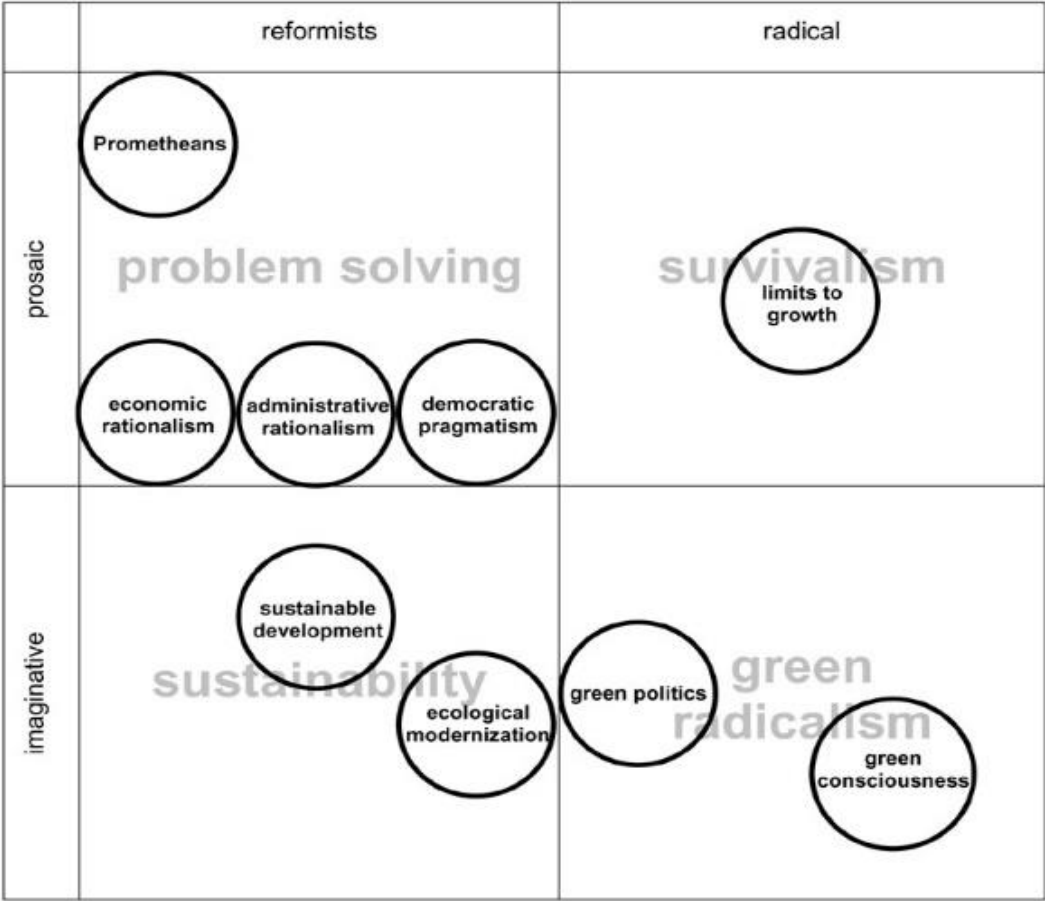 reformists
radical
prosaic
Prometheans
problem solving
survivalism
limits to
growth
economic
rationalism
administrative
rationalism
democratic
pragmatism
imaginative
sustainable
development
sustainability
ecological
modernization
green politics
green
radicalism
green
consciousness